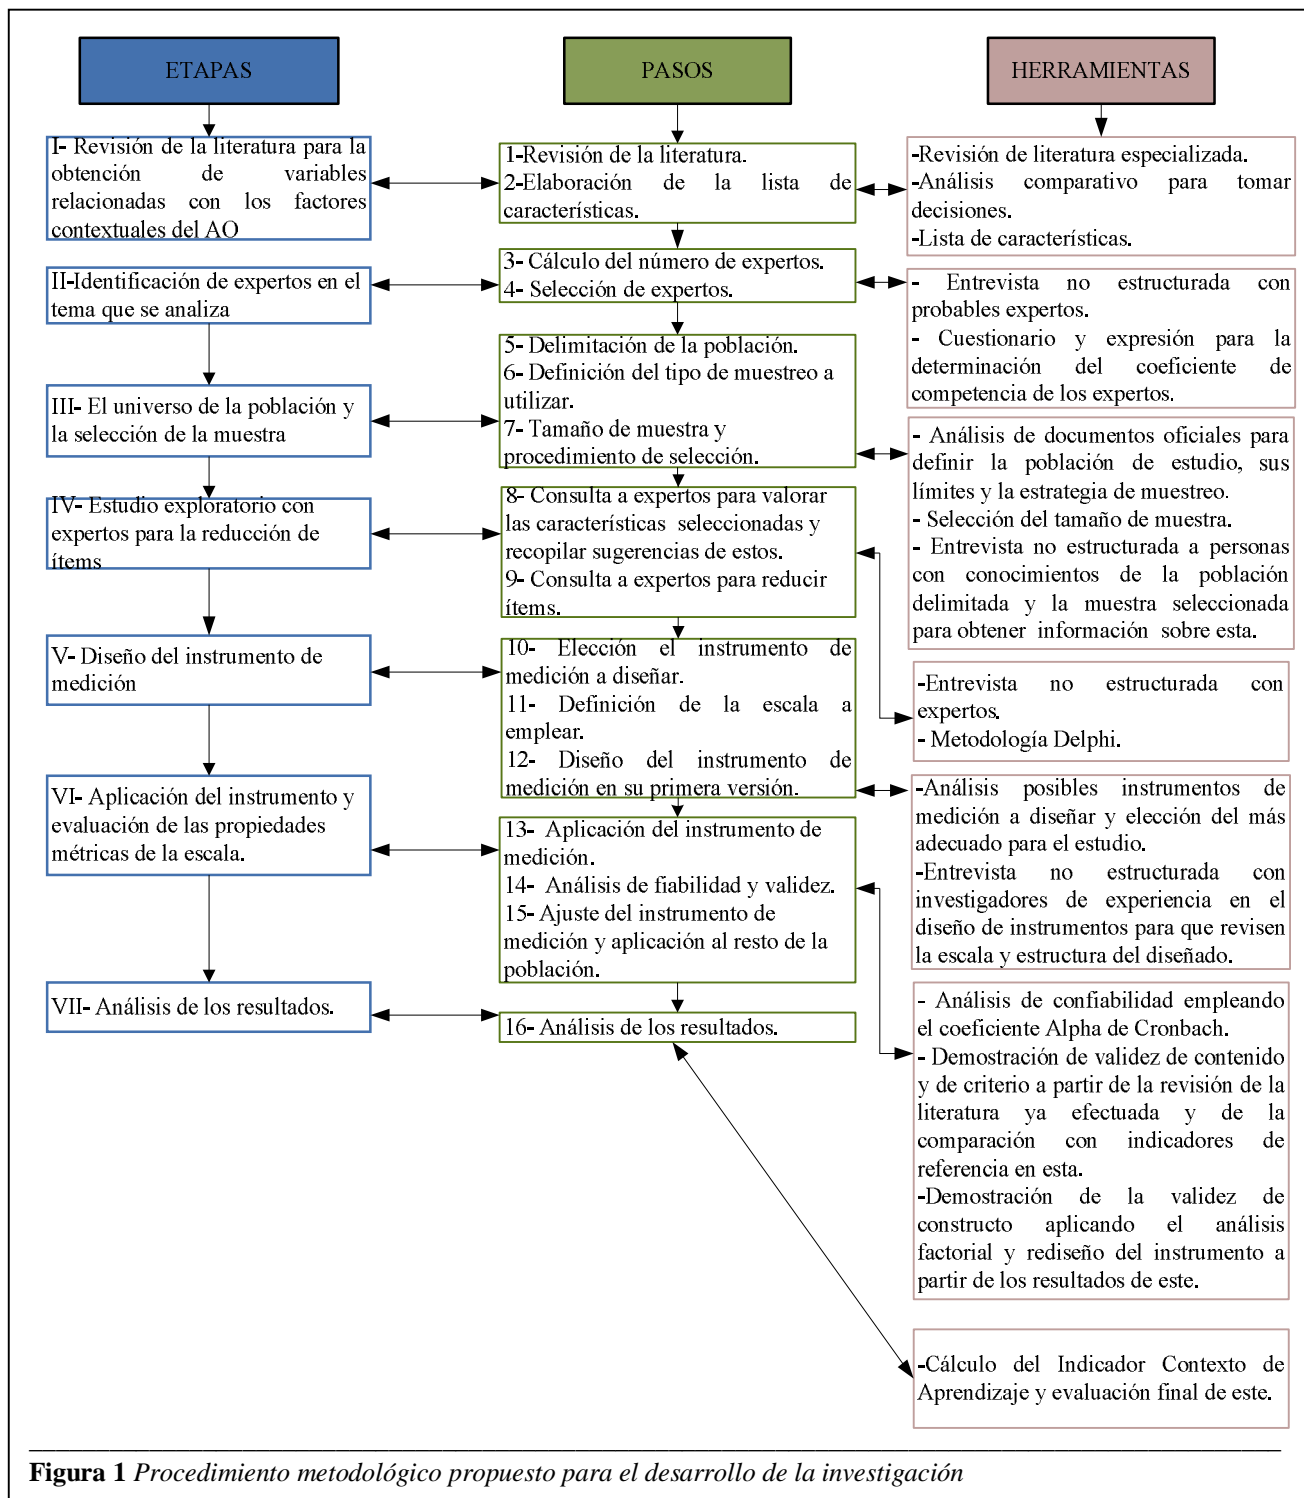 ETAPAS
I- Revisión de la literatura para la
obtención de variables
relacionadas con los factores
contextuales del AO
II-Identificación de expertos en el
tema que se analiza
III- El universo de la población y
la selección de la muestra
IV- Estudio exploratorio con
expertos para la reducción de
ítems
V- Diseño del instrumento de
medición
VI- Aplicación del instrumento y
evaluación de las propiedades
métricas de la escala.
VII- Análisis de los resultados.
PASOS
1-Revisión de la literatura.
2-Elaboración de la lista de
características.
3- Cálculo del número de expertos.
4- Selección de expertos.
5- Delimitación de la población.
6- Definición del tipo de muestreo a
utilizar.
7- Tamaño de muestra y
procedimiento de selección.
8- Consulta a expertos para valorar
las características seleccionadas y
recopilar sugerencias de estos.
9- Consulta a expertos para reducir
ítems.
10- Elección el instrumento de
medición a diseñar.
11- Definición de la escala a
emplear.
12- Diseño del instrumento de
medición en su primera versión.
13- Aplicación del instrumento de
medición.
14- Análisis de fiabilidad y validez.
15- Ajuste del instrumento de
medición y aplicación al resto de la
población.
16- Análisis de los resultados.
HERRAMIENTAS
-Revisión de literatura especializada.
-Análisis comparativo para tomar
decisiones.
-Lista de características.
- Entrevista no estructurada con
probables expertos.
- Cuestionario y expresión para la
determinación del coeficiente de
competencia de los expertos.
- Análisis de documentos oficiales para
definir la población de estudio, sus
límites y la estrategia de muestreo.
- Selección del tamaño de muestra.
- Entrevista no estructurada a personas
con conocimientos de la población
delimitada y la muestra seleccionada
para obtener información sobre esta.
-Entrevista no estructurada con
expertos.
- Metodología Delphi.
-Análisis posibles instrumentos de
medición a diseñar y elección del más
adecuado para el estudio.
-Entrevista no estructurada con
investigadores de experiencia en el
diseño de instrumentos para que revisen
la escala y estructura del diseñado.
- Análisis de confiabilidad empleando
el coeficiente Alpha de Cronbach.
- Demostración de validez de contenido
y de criterio a partir de la revisión de la
literatura ya efectuada y de la
comparación con indicadores de
referencia en esta.
-Demostración de la validez de
constructo aplicando el análisis
factorial y rediseño del instrumento a
partir de los resultados de este.
-Cálculo del Indicador Contexto de
Aprendizaje y evaluación final de este.
Figura 1 Procedimiento metodológico propuesto para el desarrollo de la investigación